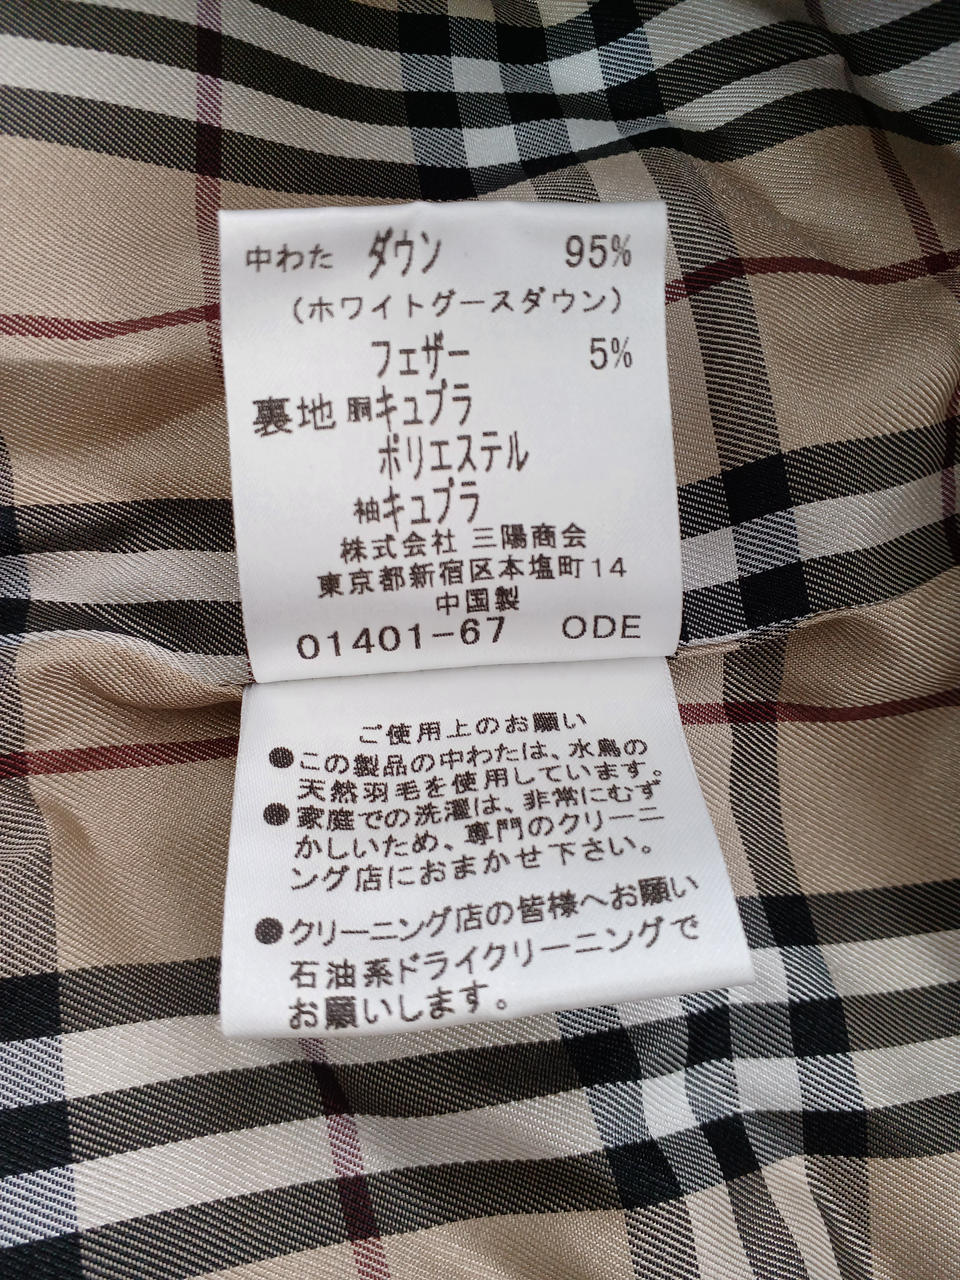 中わた ダウン 95%
(ホワイトグースダウン)
フェザー 5%
裏地 胴キュプラ
ポリエステル
袖キュプラ
株式会社 三陽商会
東京都新宿区本塩町14
中国製
01401-67 ODE
ご使用上のお願い
●この製品の中わたは、水鳥の
天然羽毛を使用しています。
●家庭での洗濯は、非常にむず
かしいため、専門のクリーニ
ング店におまかせ下さい。
●クリーニング店の皆様へお願い
石油系ドライクリーニングで
お願いします。